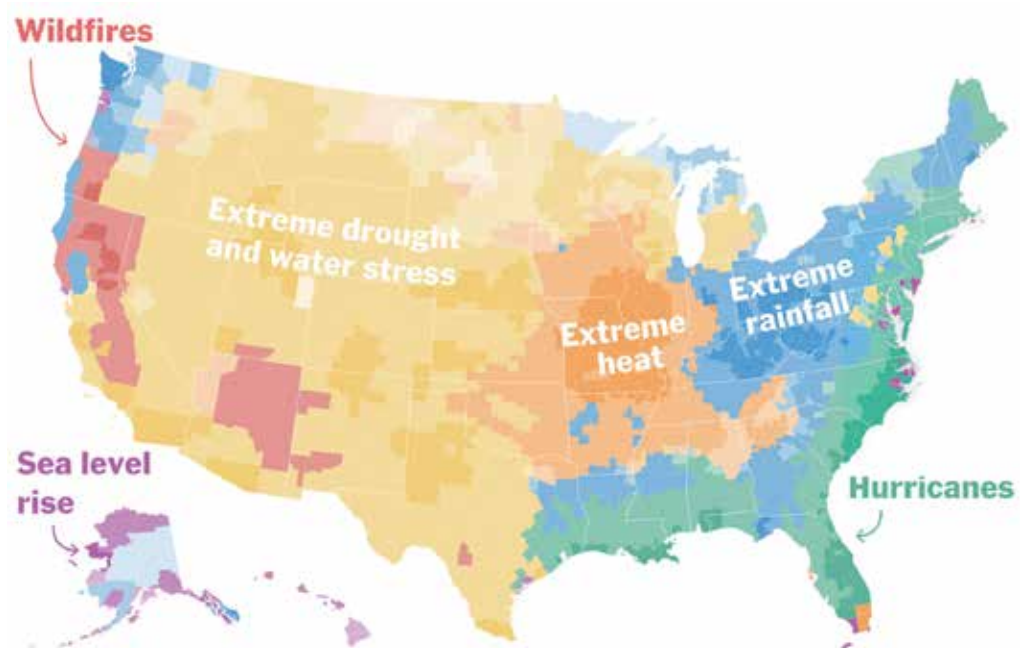 Wildfires
Extreme drought
and water stress
Extreme
heat
Extreme
rainfall
Sea level
rise
Hurricanes